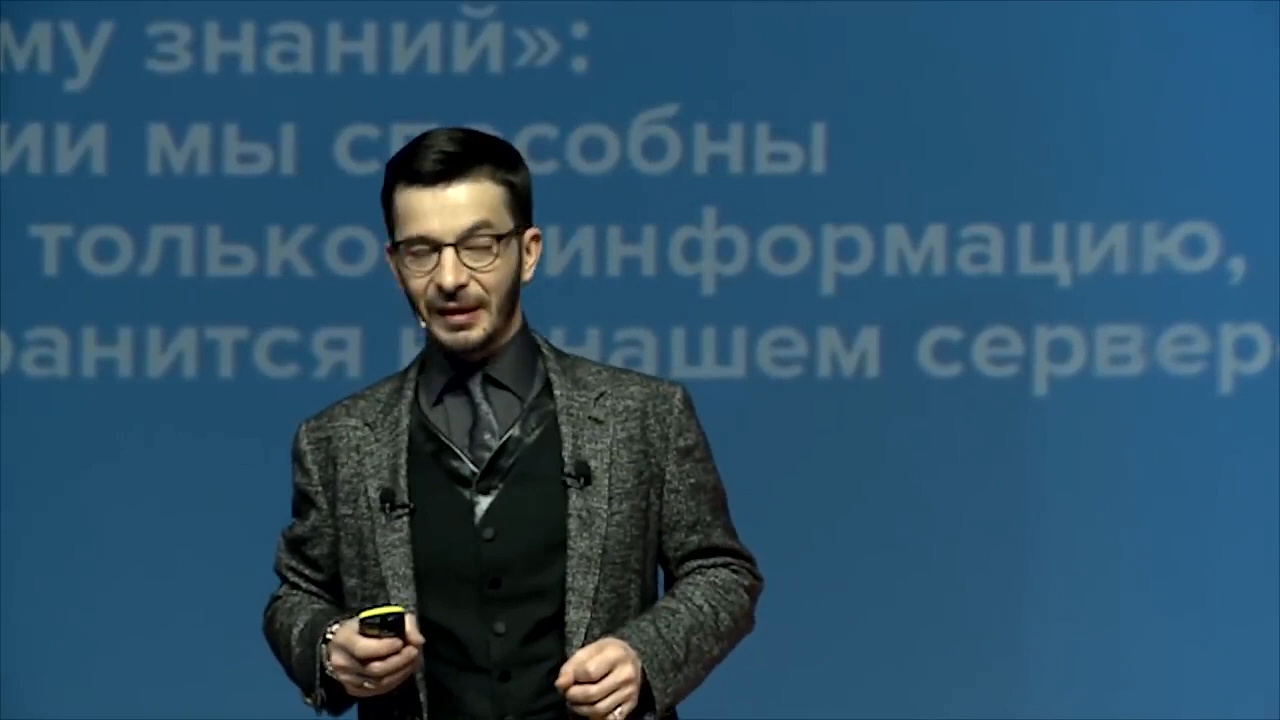 му знаний»:
ии мы способны
только информацию,
ранится нашем сервер